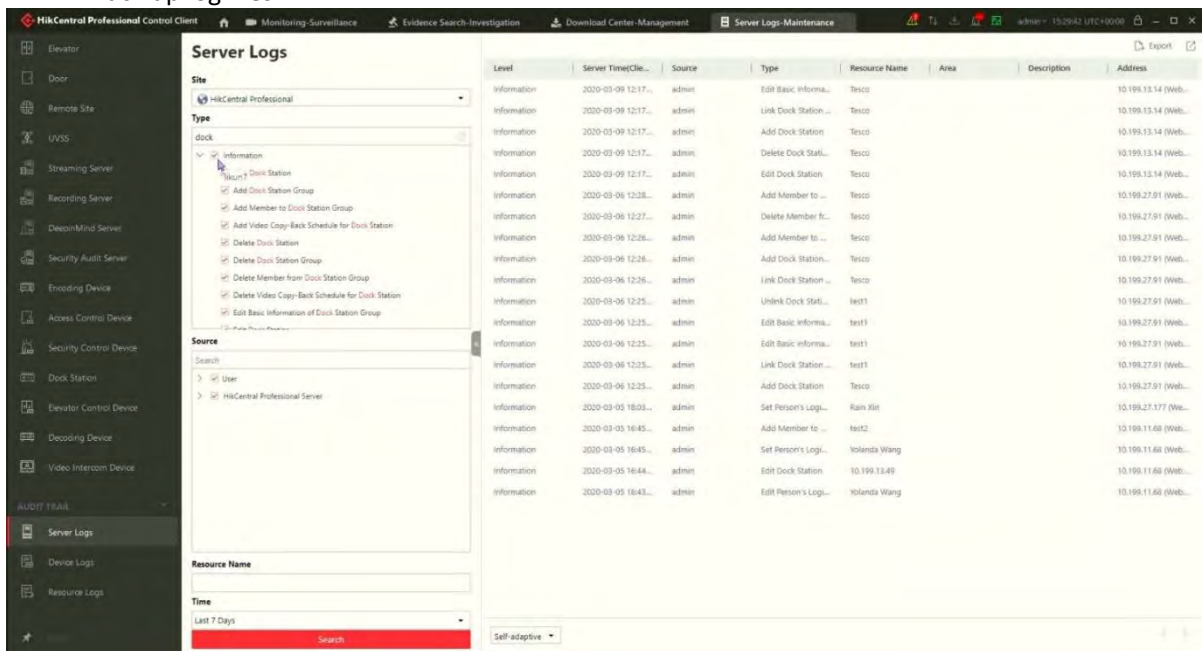 HikCentral Professional Control Client
Monitoring-Surveillance
Evidence Search-Investigation
Download Center-Management
Server Logs-Maintenance
admin
15:29:42 UTC+00:00
Elevator
Door
Remote Site
UVSS
Streaming Server
Recording Server
DeepinMind Server
Security Audit Server
Encoding Device
Access Control Device
Security Control Device
Dock Station
Elevator Control Device
Decoding Device
Video Intercom Device
AUDIT TRAIL
Server Logs
Device Logs
Resource Logs
Server Logs
Site
HikCentral Professional
Type
dock
Information
Dock Station
Add Dock Station Group
Add Member to Dock Station Group
Add Video Copy-Back Schedule for Dock Station
Delete Dock Station
Delete Dock Station Group
Delete Member from Dock Station Group
Delete Video Copy-Back Schedule for Dock Station
Edit Basic Information of Dock Station Group
Source
Search
User
HikCentral Professional Server
Resource Name
Time
Last 7 Days
Search
Export
Level Server Time(Clie... Source Type Resource Name Area Description Address
Information 2020-03-09 12:17... admin Edit Basic Informa... Tesco 10.199.13.14 (Web...
Information 2020-03-09 12:17... admin Link Dock Station ... Tesco 10.199.13.14 (Web...
Information 2020-03-09 12:17... admin Add Dock Station Tesco 10.199.13.14 (Web...
Information 2020-03-09 12:17... admin Delete Dock Stati... Tesco 10.199.13.14 (Web...
Information 2020-03-09 12:17... admin Edit Dock Station Tesco 10.199.13.14 (Web...
Information 2020-03-06 12:28... admin Add Member to ... Tesco 10.199.27.91 (Web...
Information 2020-03-06 12:27... admin Delete Member fr... Tesco 10.199.27.91 (Web...
Information 2020-03-06 12:26... admin Add Member to ... Tesco 10.199.27.91 (Web...
Information 2020-03-06 12:26... admin Add Dock Station... Tesco 10.199.27.91 (Web...
Information 2020-03-06 12:26... admin Link Dock Station ... Tesco 10.199.27.91 (Web...
Information 2020-03-06 12:25... admin Unlink Dock Stati... test1 10.199.27.91 (Web...
Information 2020-03-06 12:25... admin Edit Basic Informa... test1 10.199.27.91 (Web...
Information 2020-03-06 12:25... admin Edit Basic Informa... test1 10.199.27.91 (Web...
Information 2020-03-06 12:25... admin Link Dock Station ... test1 10.199.27.91 (Web...
Information 2020-03-06 12:25... admin Add Dock Station Tesco 10.199.27.91 (Web...
Information 2020-03-05 18:03... admin Set Person's Logi... Rain Xin 10.199.27.177 (We...
Information 2020-03-05 16:45... admin Add Member to ... test2 10.199.11.68 (Web...
Information 2020-03-05 16:45... admin Set Person's Logi... Yolanda Wang 10.199.11.68 (Web...
Information 2020-03-05 16:44... admin Edit Dock Station 10.199.13.49 10.199.11.68 (Web...
Information 2020-03-05 16:43... admin Edit Person's Logi... Yolanda Wang 10.199.11.68 (Web...
Self-adaptive